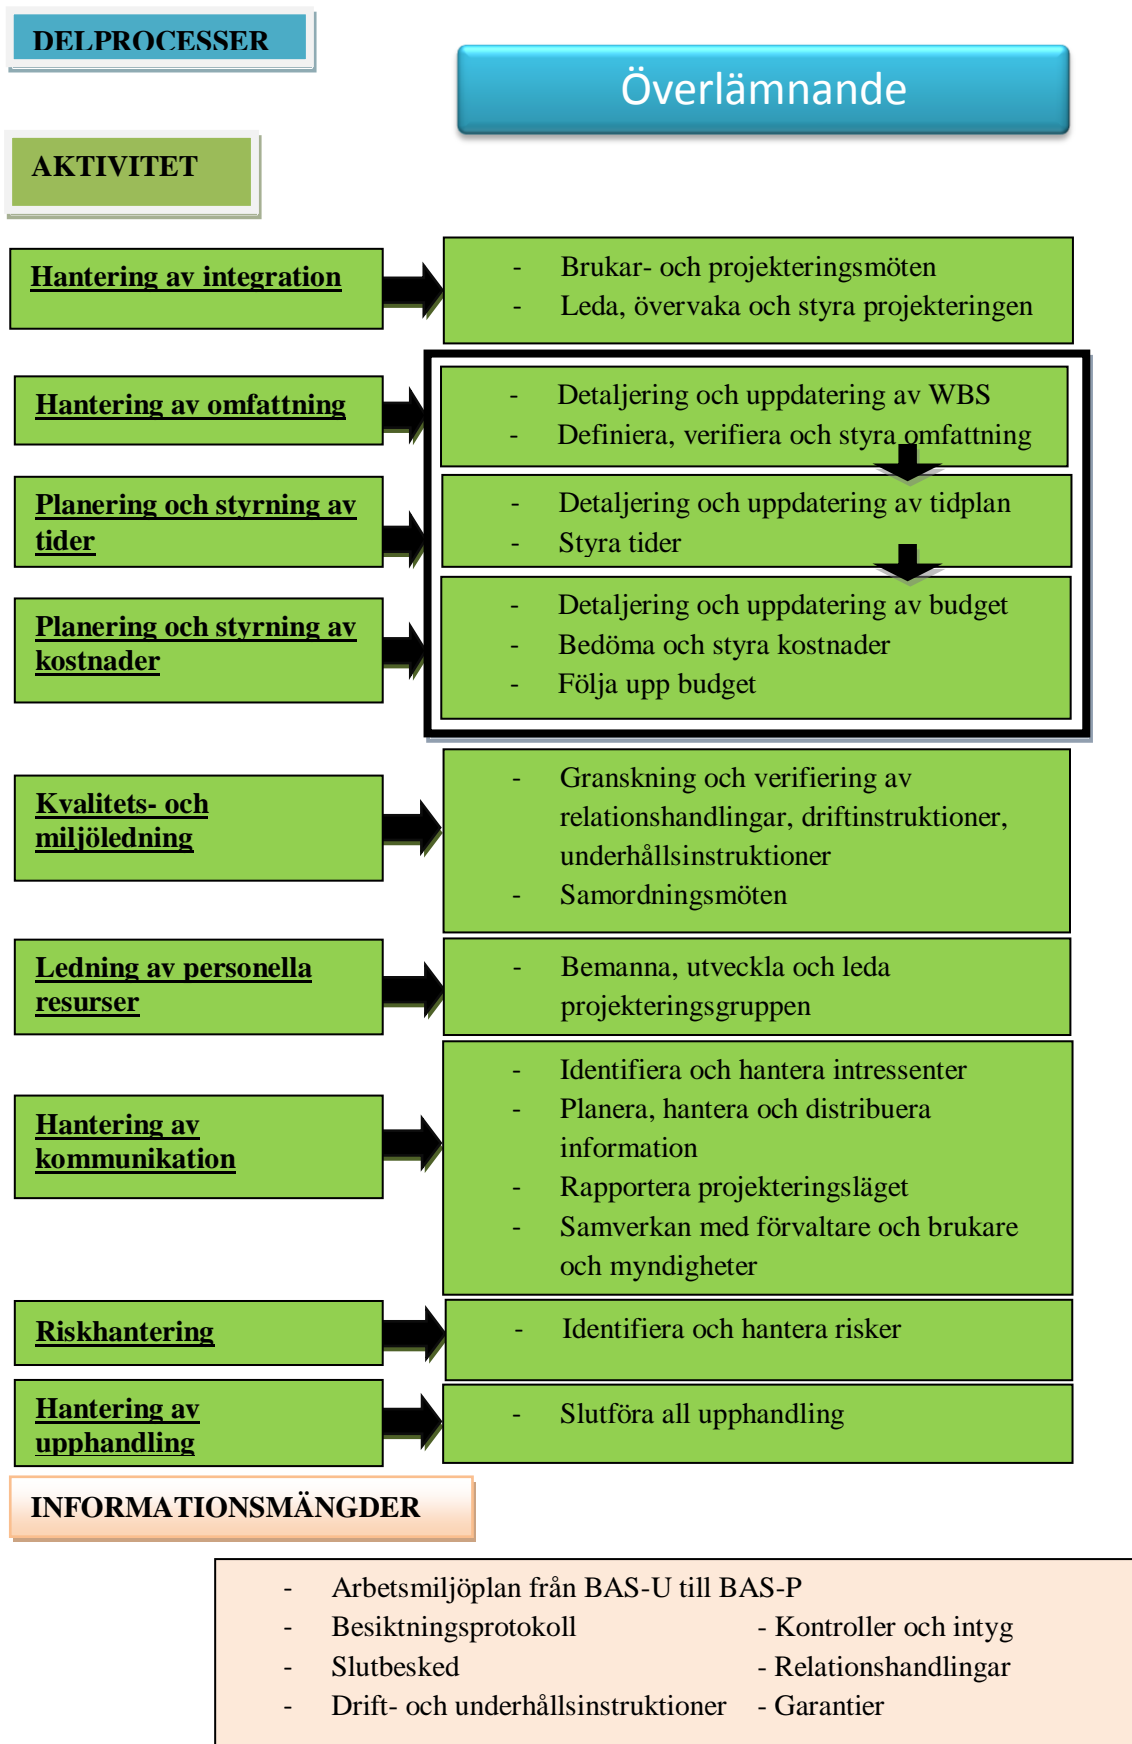 DELPROCESSER
Överlämnande
AKTIVITET
Hantering av integration
- Brukar- och projekteringsmöten
- Leda, övervaka och styra projekteringen
Hantering av omfattning
- Detaljering och uppdatering av WBS
- Definiera, verifiera och styra omfattning
Planering och styrning av
tider
- Detaljering och uppdatering av tidplan
- Styra tider
Planering och styrning av
kostnader
- Detaljering och uppdatering av budget
- Bedöma och styra kostnader
- Följa upp budget
Kvalitets- och
miljöledning
- Granskning och verifiering av
relationshandlingar, driftinstruktioner,
underhållsinstruktioner
- Samordningsmöten
Ledning av personella
resurser
- Bemanna, utveckla och leda
projekteringsgruppen
Hantering av
kommunikation
- Identifiera och hantera intressenter
- Planera, hantera och distribuera
information
- Rapportera projekteringsläget
- Samverkan med förvaltare och brukare
och myndigheter
Riskhantering
- Identifiera och hantera risker
Hantering av
upphandling
- Slutföra all upphandling
INFORMATIONSMÄNGDER
- Arbetsmiljöplan från BAS-U till BAS-P
- Besiktningsprotokoll - Kontroller och intyg
- Slutbesked - Relationshandlingar
- Drift- och underhållsinstruktioner - Garantier